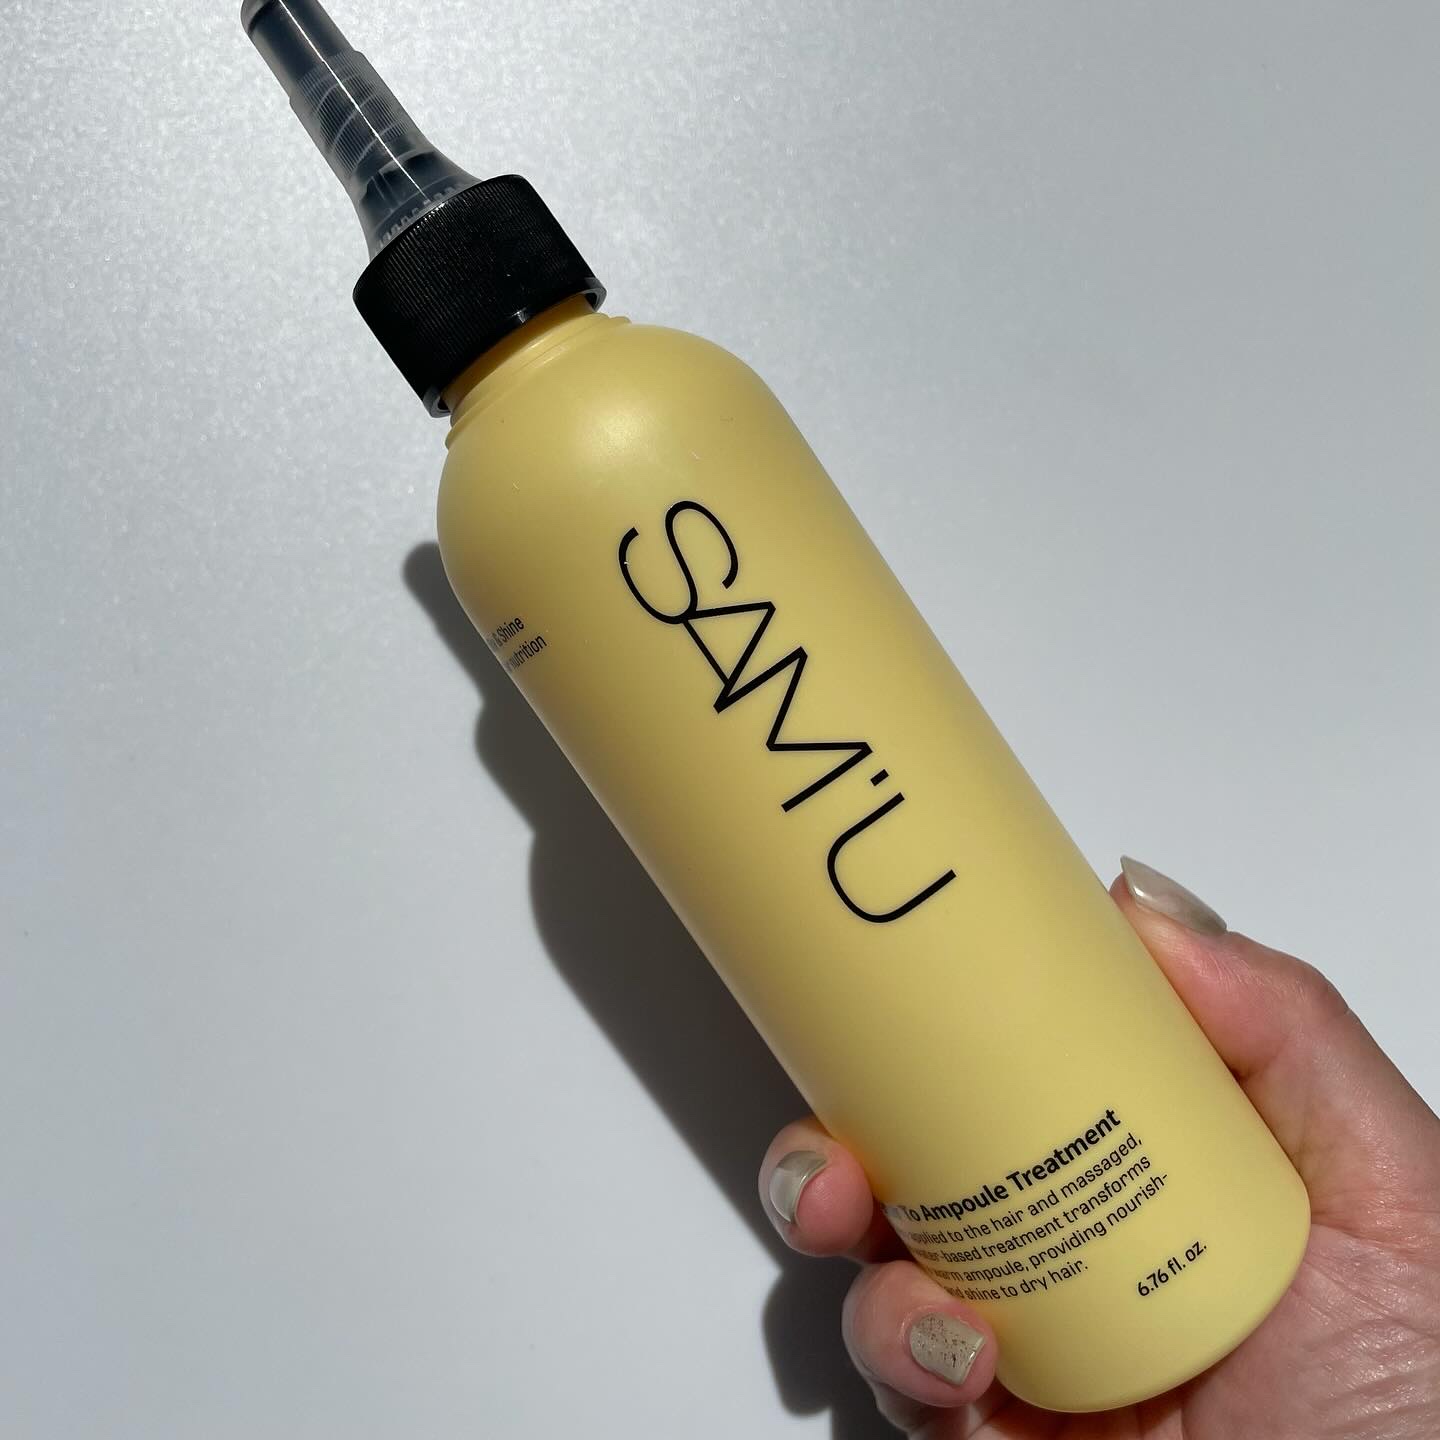 SAM'U
& Shine
nutrition
To Ampoule Treatment
applied to the hair and massaged,
-based treatment transforms
warm ampoule, providing nourish-
and shine to dry hair.
6.76 fl. oz.